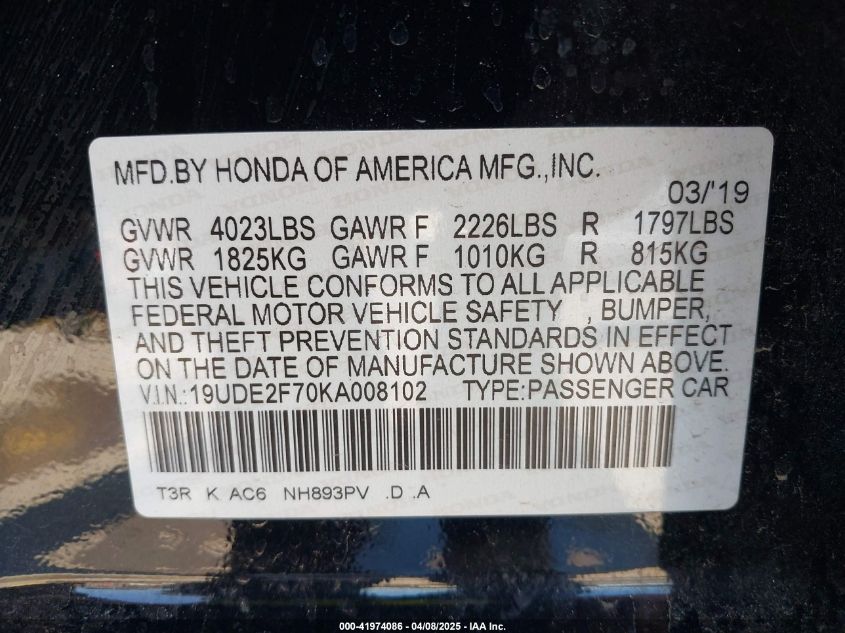 MFD.BY HONDA OF AMERICA MFG.,INC.
03/'19
GVWR 4023LBS GAWR F 2226LBS R 1797LBS
GVWR 1825KG GAWR F 1010KG R 815KG
THIS VEHICLE CONFORMS TO ALL APPLICABLE
FEDERAL MOTOR VEHICLE SAFETY , BUMPER,
AND THEFT PREVENTION STANDARDS IN EFFECT
ON THE DATE OF MANUFACTURE SHOWN ABOVE.
V.I.N.:19UDE2F70KA008102 TYPE:PASSENGER CAR
T3R K AC6 NH893PV .D .A
000-41974086 - 04/08/2025 - IAA Inc.